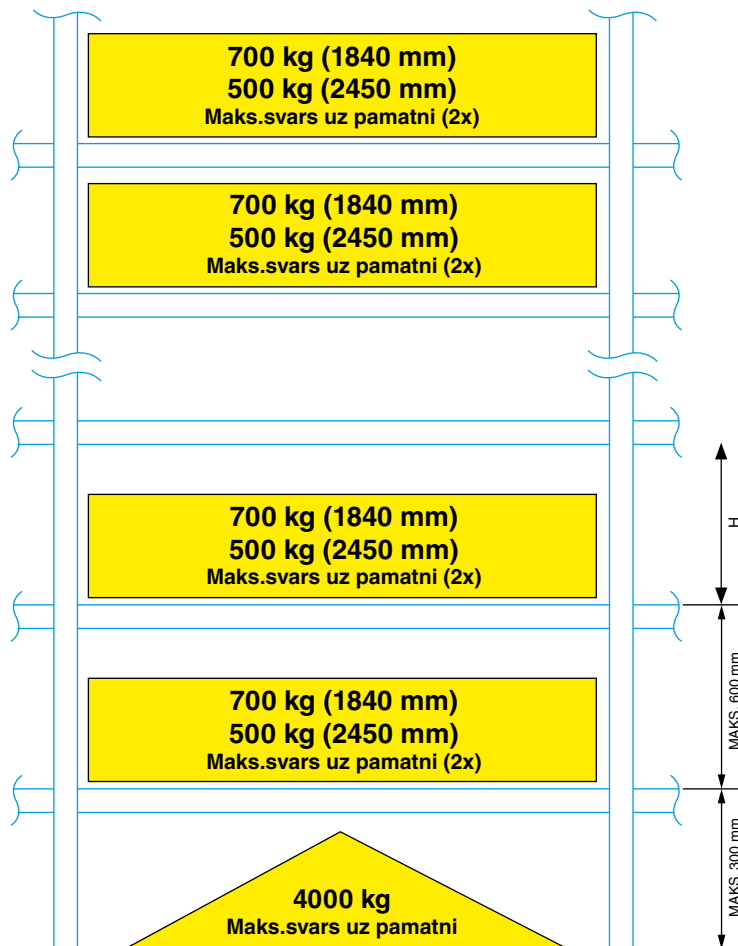 700 kg (1840 mm)
500 kg (2450 mm)
Maks.svars uz pamatni (2x)
700 kg (1840 mm)
500 kg (2450 mm)
Maks.svars uz pamatni (2x)
H
700 kg (1840 mm)
500 kg (2450 mm)
Maks.svars uz pamatni (2x)
MAKS. 600 mm
700 kg (1840 mm)
500 kg (2450 mm)
Maks.svars uz pamatni (2x)
MAKS. 300 mm
4000 kg
Maks.svars uz pamatni